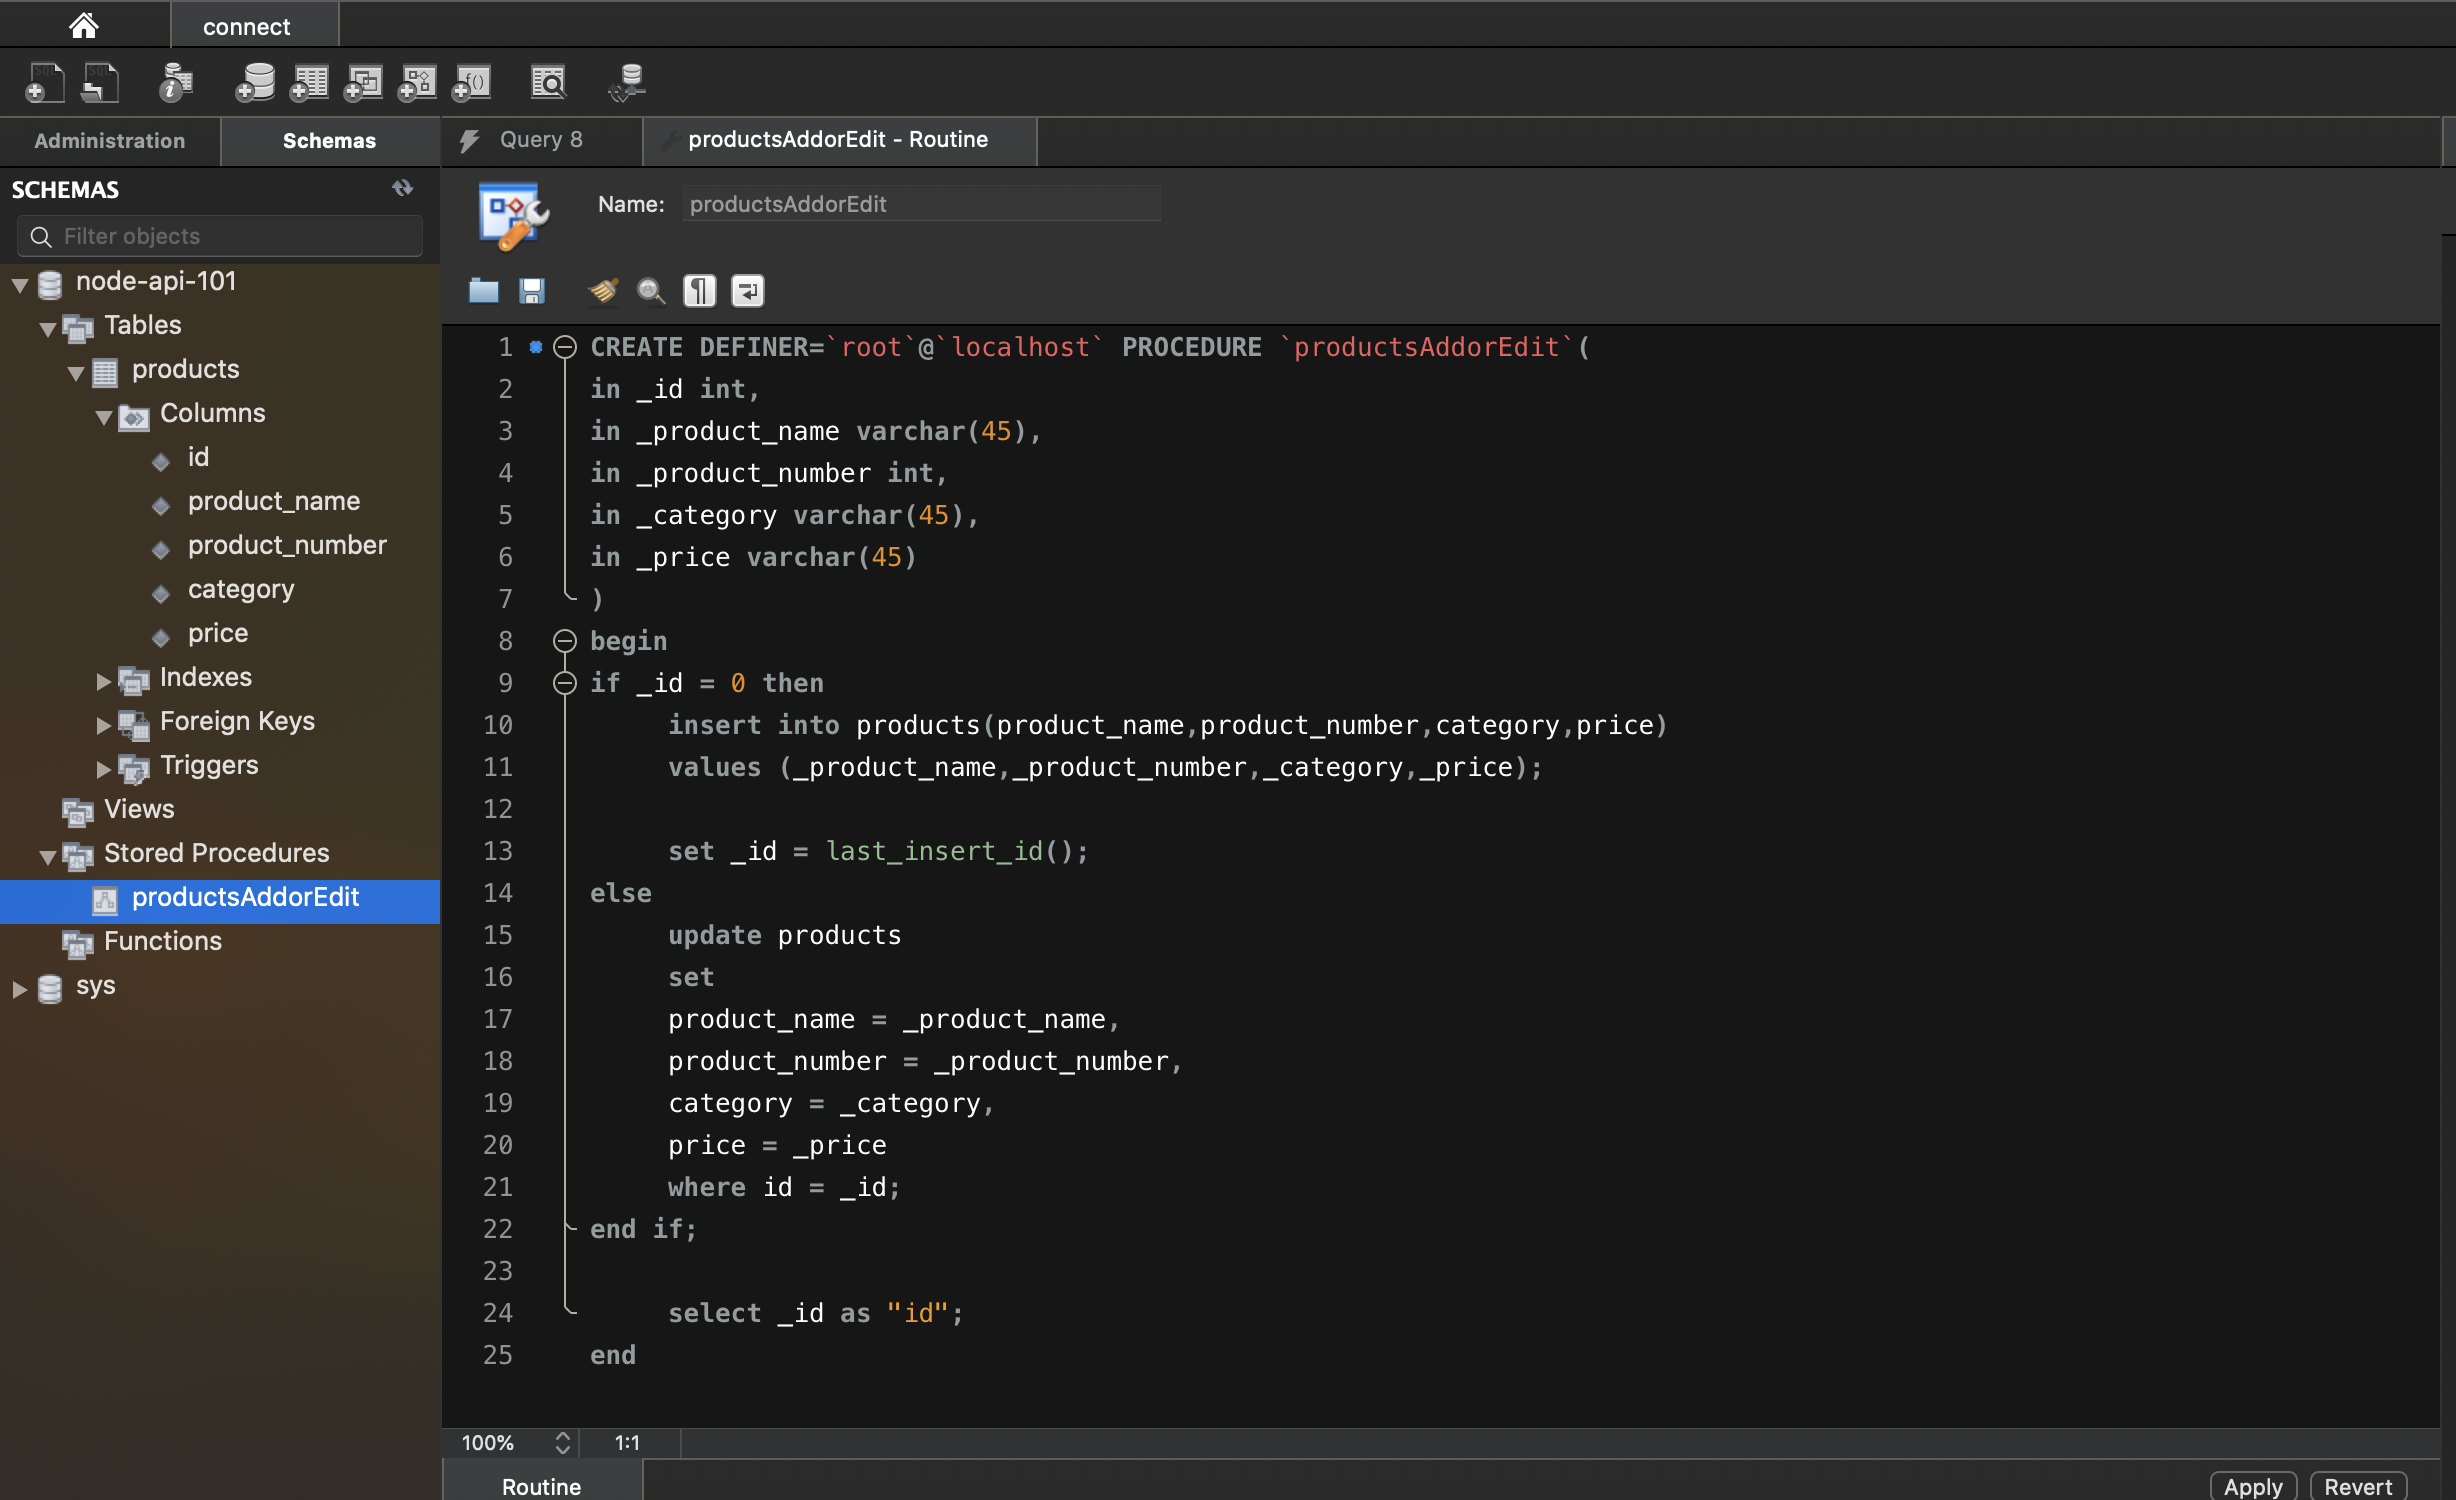 connect
Administration
Schemas
Query 8
productsAddorEdit - Routine
SCHEMAS
Filter objects
node-api-101
Tables
products
Columns
id
product_name
product_number
category
price
Indexes
Foreign Keys
Triggers
Views
Stored Procedures
productsAddorEdit
Functions
sys
Name: productsAddorEdit
1 CREATE DEFINER=`root`@`localhost` PROCEDURE `productsAddorEdit`(
2 in _id int,
3 in _product_name varchar(45),
4 in _product_number int,
5 in _category varchar(45),
6 in _price varchar(45)
7 )
8 begin
9 if _id = 0 then
10 insert into products(product_name,product_number,category,price)
11 values (_product_name,_product_number,_category,_price);
12
13 set _id = last_insert_id();
14 else
15 update products
16 set
17 product_name = _product_name,
18 product_number = _product_number,
19 category = _category,
20 price = _price
21 where id = _id;
22 end if;
23
24 select _id as "id";
25 end
100% 1:1
Routine
Apply Revert